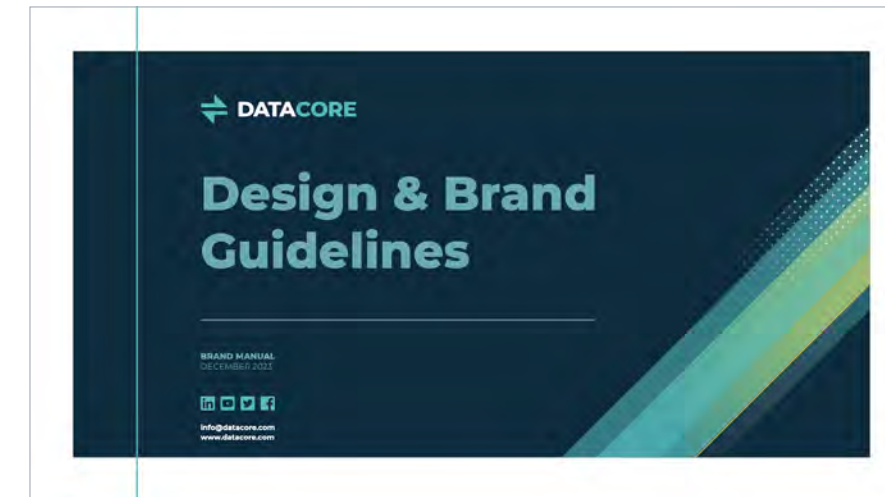 DATACORE
Design & Brand
Guidelines
BRAND MANUAL
DECEMBER 2023
info@datacore.com
www.datacore.com